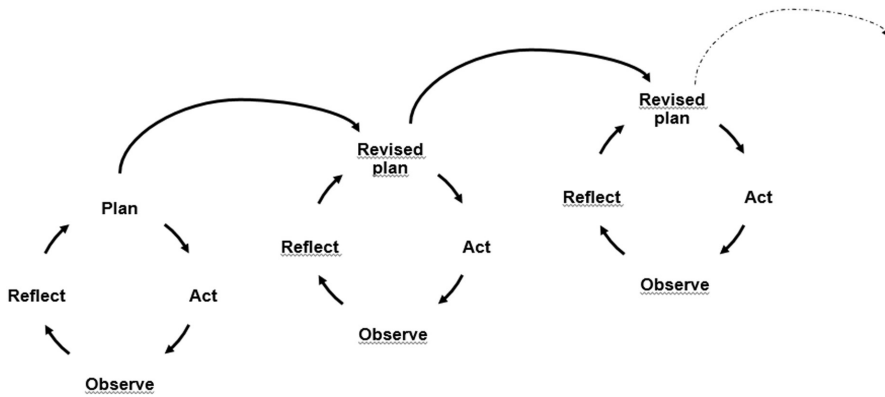 Plan
Act
Observe
Reflect
Revised
plan
Act
Observe
Reflect
Revised
plan
Act
Observe
Reflect